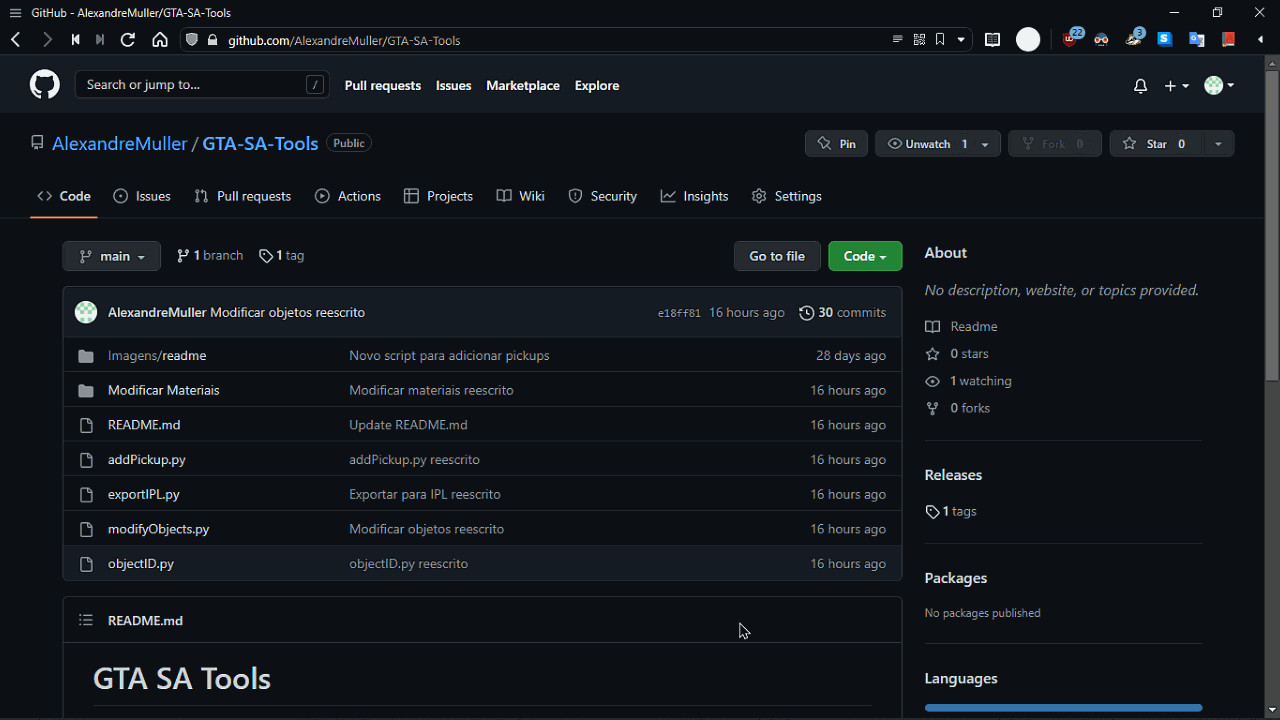 GitHub - AlexandreMuller/GTA-SA-Tools
github.com/AlexandreMuller/GTA-SA-Tools
22
3
Search or jump to... /
Pull requests Issues Marketplace Explore
AlexandreMuller / GTA-SA-Tools Public
Pin Unwatch 1 Fork 0 Star 0
Code Issues Pull requests Actions Projects Wiki Security Insights Settings
main 1 branch 1 tag Go to file Code
AlexandreMuller Modificar objetos reescrito e18ff81 16 hours ago 30 commits
Imagens/readme Novo script para adicionar pickups 28 days ago
Modificar Materiais Modificar materiais reescrito 16 hours ago
README.md Update README.md 16 hours ago
addPickup.py addPickup.py reescrito 16 hours ago
exportIPL.py Exportar para IPL reescrito 16 hours ago
modifyObjects.py Modificar objetos reescrito 16 hours ago
objectID.py objectID.py reescrito 16 hours ago
README.md
GTA SA Tools
About
No description, website, or topics provided.
Readme
0 stars
1 watching
0 forks
Releases
1 tags
Packages
No packages published
Languages